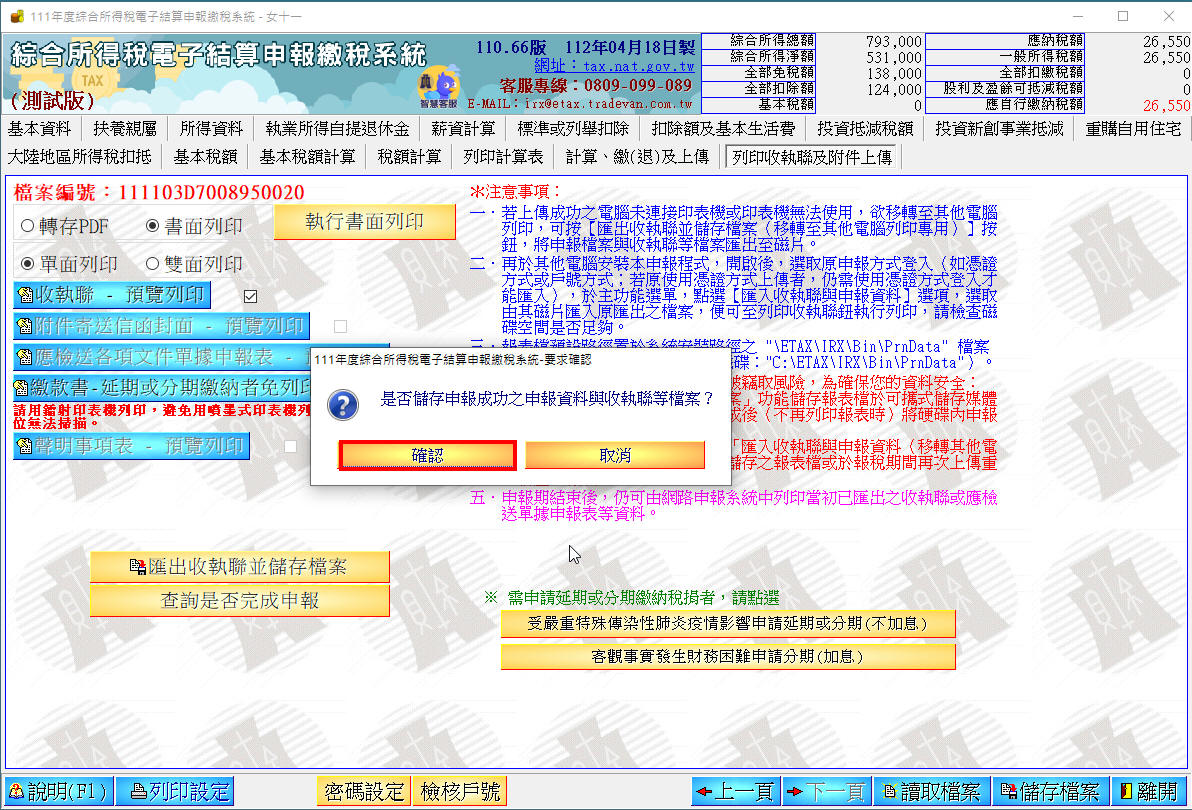 111年度綜合所得稅電子結算申報繳稅系統 - 女十一
綜合所得稅電子結算申報繳稅系統
(測試版)
TAX
智慧客服
110.66版 112年04月18日製
網址：tax.nat.gov.tw
客服專線：0809-099-089
E-MAIL：irx@etax.tradevan.com.tw
綜合所得總額 793,000 應納稅額 26,550
綜合所得淨額 531,000 一般所得稅額 26,550
全部免稅額 138,000 全部扣繳稅額 0
全部扣除額 124,000 股利及盈餘可抵減稅額 0
基本稅額 0 應自行繳納稅額 26,550
基本資料 扶養親屬 所得資料 執業所得自提退休金 薪資計算 標準或列舉扣除 扣除額及基本生活費 投資抵減稅額 投資新創事業抵減 重購自用住宅
大陸地區所得稅扣抵 基本稅額 基本稅額計算 稅額計算 列印計算表 計算、繳(退)及上傳 列印收執聯及附件上傳
檔案編號：111103D7008950020
轉存PDF 書面列印 執行書面列印
單面列印 雙面列印
收執聯 - 預覽列印
附件寄送信函封面 - 預覽列印
應檢送各項文件單據申報表 -
繳款書-延期或分期繳納者免列印
請用鐳射印表機列印，避免用噴墨式印表機列
位無法掃描。
聲明事項表 - 預覽列印
匯出收執聯並儲存檔案
查詢是否完成申報
*注意事項：
一．若上傳成功之電腦未連接印表機或印表機無法使用，欲移轉至其他電腦
列印，可按［匯出收執聯並儲存檔案（移轉至其他電腦列印專用）］按
鈕，將申報檔案與收執聯等檔案匯出至磁片。
二．再於其他電腦安裝本申報程式，開啟後，選取原申報方式登入（如憑證
方式或戶號方式；若原使用憑證方式上傳者，仍需使用憑證方式登入才
能匯入），於主功能選單，點選［匯入收執聯與申報資料］選項，選取
由其磁片匯入原匯出之檔案，便可至列印收執聯鈕執行列印，請檢查磁
碟空間是否足夠。
三．報表檔預設路徑置於系統安裝路徑之 "\ETAX\IRX\Bin\PrnData" 檔案
碟："C:\ETAX\IRX\Bin\PrnData")。
被竊取風險，為確保您的資料安全：
案」功能儲存報表檔於可攜式儲存媒體
成後（不再列印報表時）將硬碟內申報
「匯入收執聯與申報資料（移轉其他電
儲存之報表檔或於報稅期間再次上傳重
五．申報期結束後，仍可由網路申報系統中列印當初已匯出之收執聯或應檢
送單據申報表等資料。
111年度綜合所得稅電子結算申報繳稅系統-要求確認
是否儲存申報成功之申報資料與收執聯等檔案？
確認 取消
※ 需申請延期或分期繳納稅捐者，請點選
受嚴重特殊傳染性肺炎疫情影響申請延期或分期(不加息)
客觀事實發生財務困難申請分期(加息)
說明(F1) 列印設定 密碼設定 檢核戶號 上一頁 下一頁 讀取檔案 儲存檔案 離開